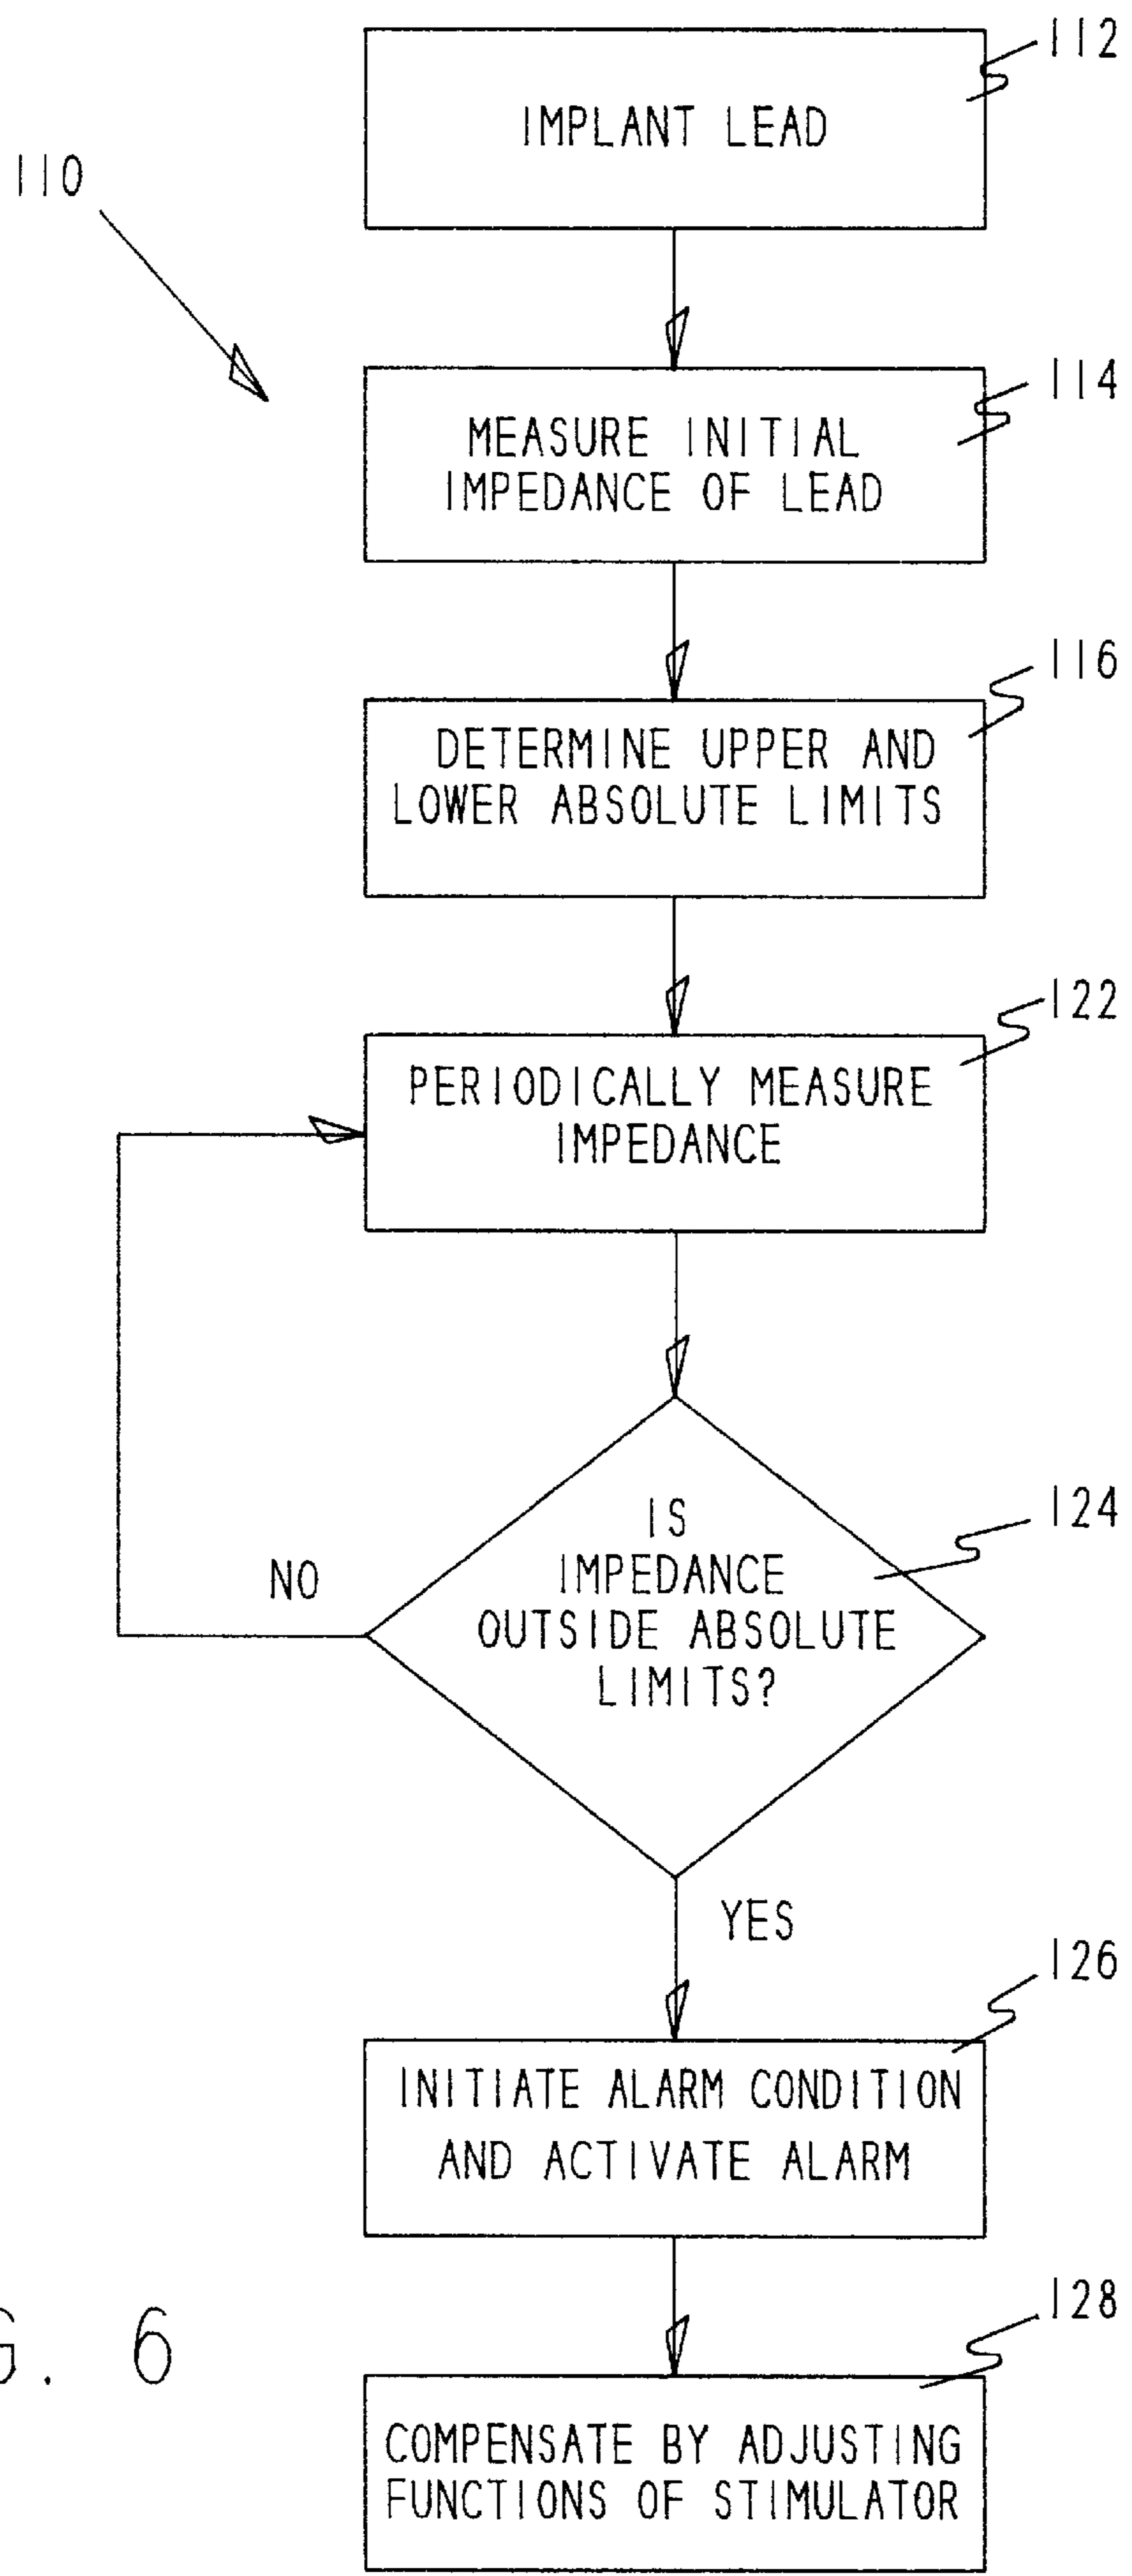 112
IMPLANT LEAD
110
114
MEASURE INITIAL
IMPEDANCE OF LEAD
116
DETERMINE UPPER AND
LOWER ABSOLUTE LIMITS
122
PERIODICALLY MEASURE
IMPEDANCE
124
IS
IMPEDANCE
OUTSIDE ABSOLUTE
LIMITS?
NO
YES
126
INITIATE ALARM CONDITION
AND ACTIVATE ALARM
128
G. 6
COMPENSATE BY ADJUSTING
FUNCTIONS OF STIMULATOR